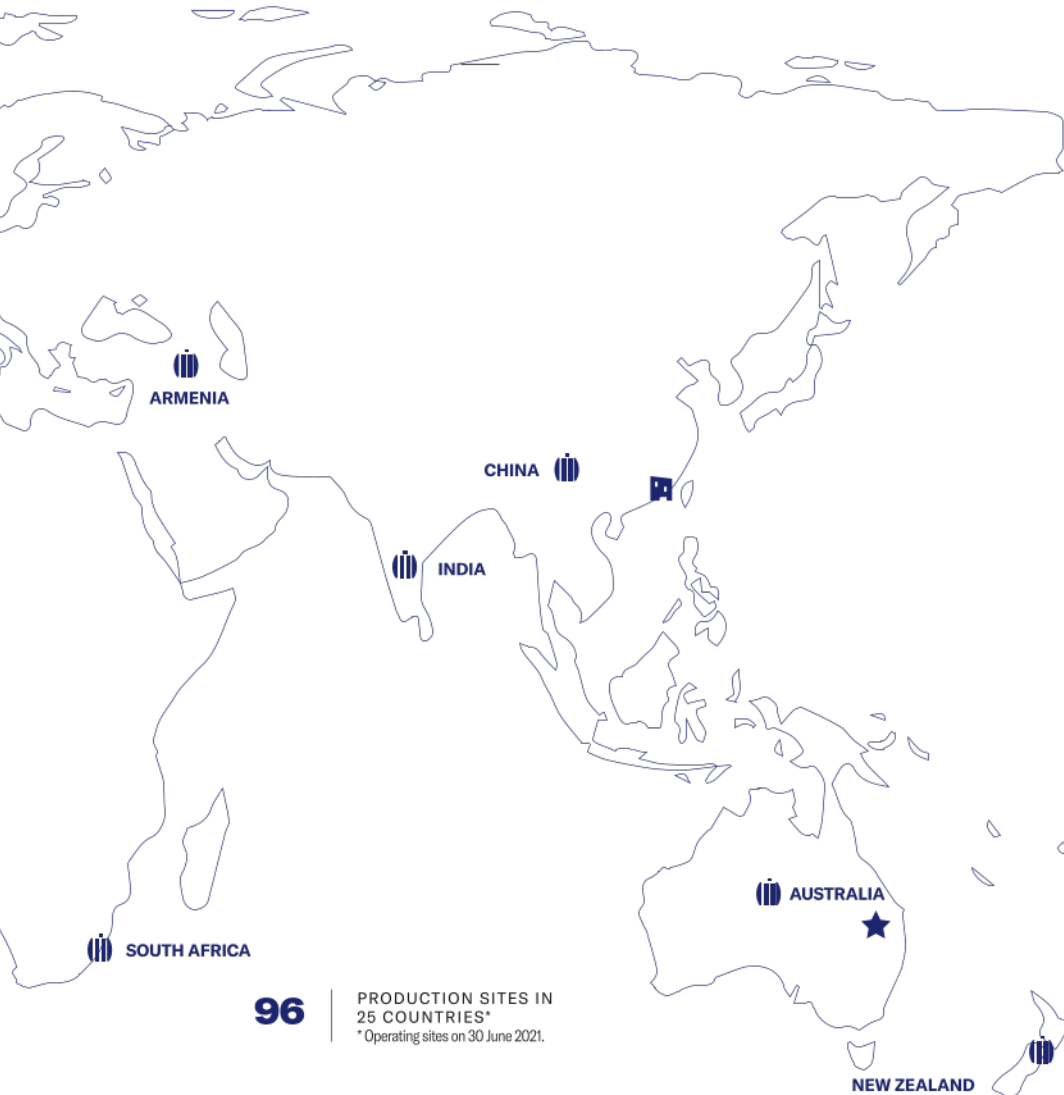 ARMENIA
CHINA
INDIA
AUSTRALIA
SOUTH AFRICA
96
PRODUCTION SITES IN
25 COUNTRIES*
* Operating sites on 30 June 2021.
NEW ZEALAND